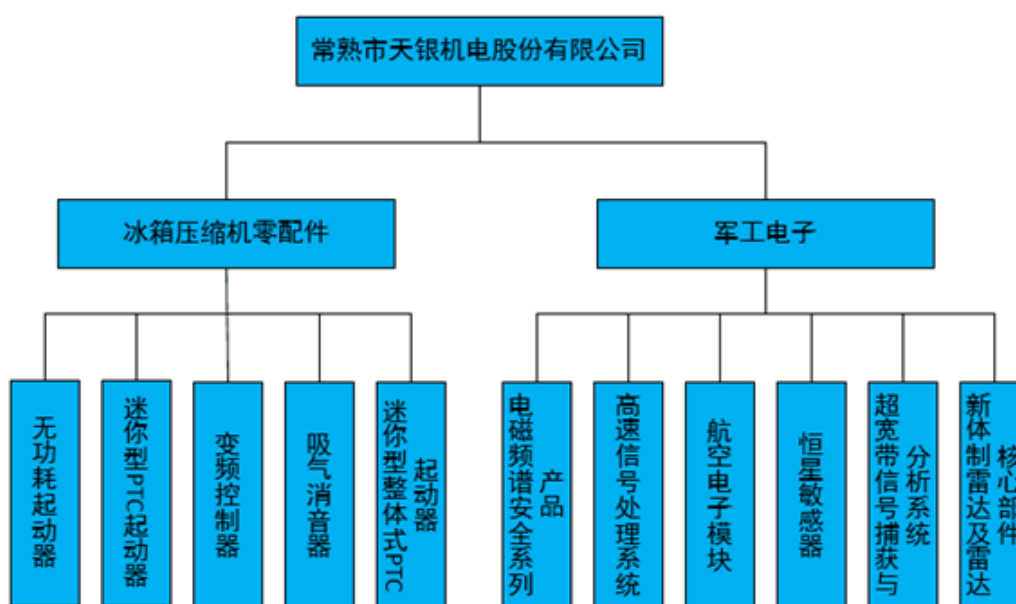 常熟市天银机电股份有限公司
冰箱压缩机零配件
军工电子
无功耗起动器
迷你型PTC起动器
变频控制器
吸气消音器
迷你型整体式PTC
起动器
电磁频谱安全系列
产品
高速信号处理系统
航空电子模块
恒星敏感器
超宽带信号捕获与
分析系统
新体制雷达及雷达
核心部件